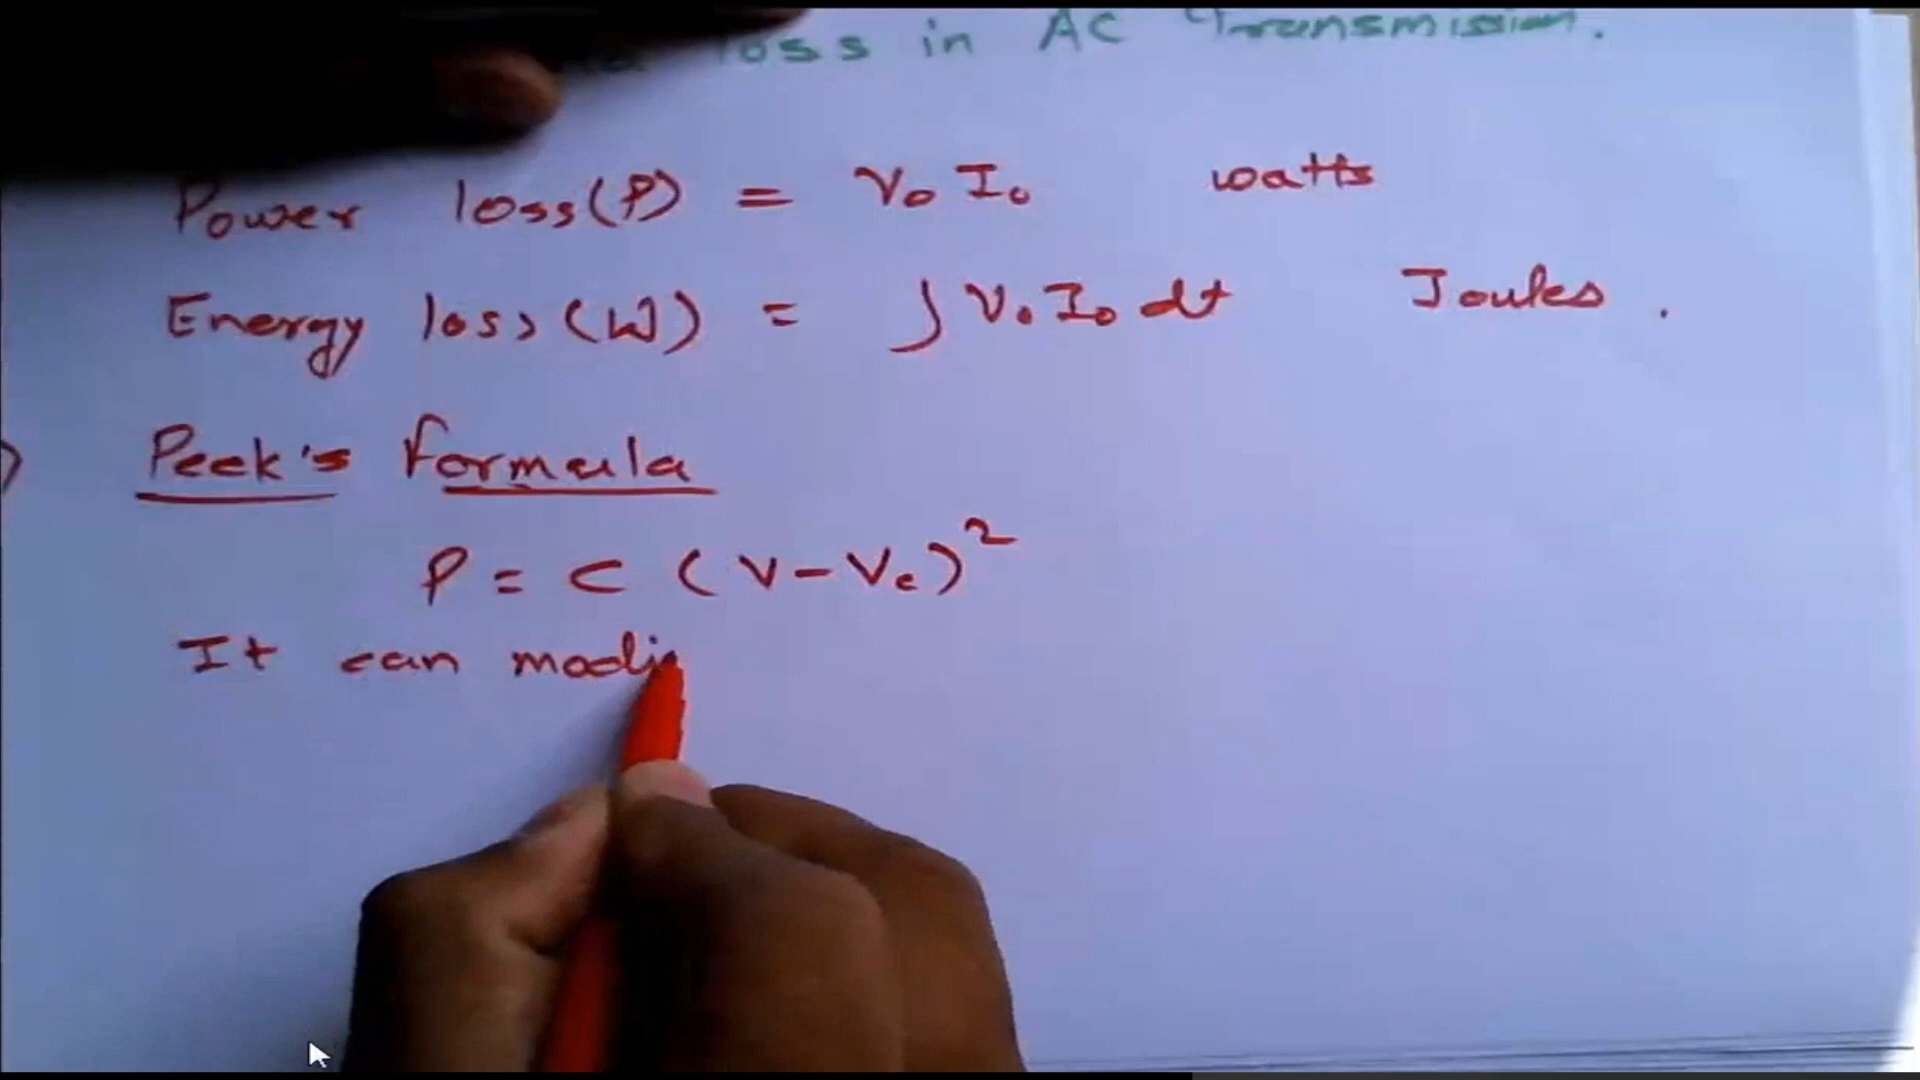 loss in AC Transmission.
Power loss(P) = V₀ I₀ watts
Energy loss(W) = ∫ V₀ I₀ dt Joules .
) Peek's Formula
P = C (V-Vc)²
It can modi